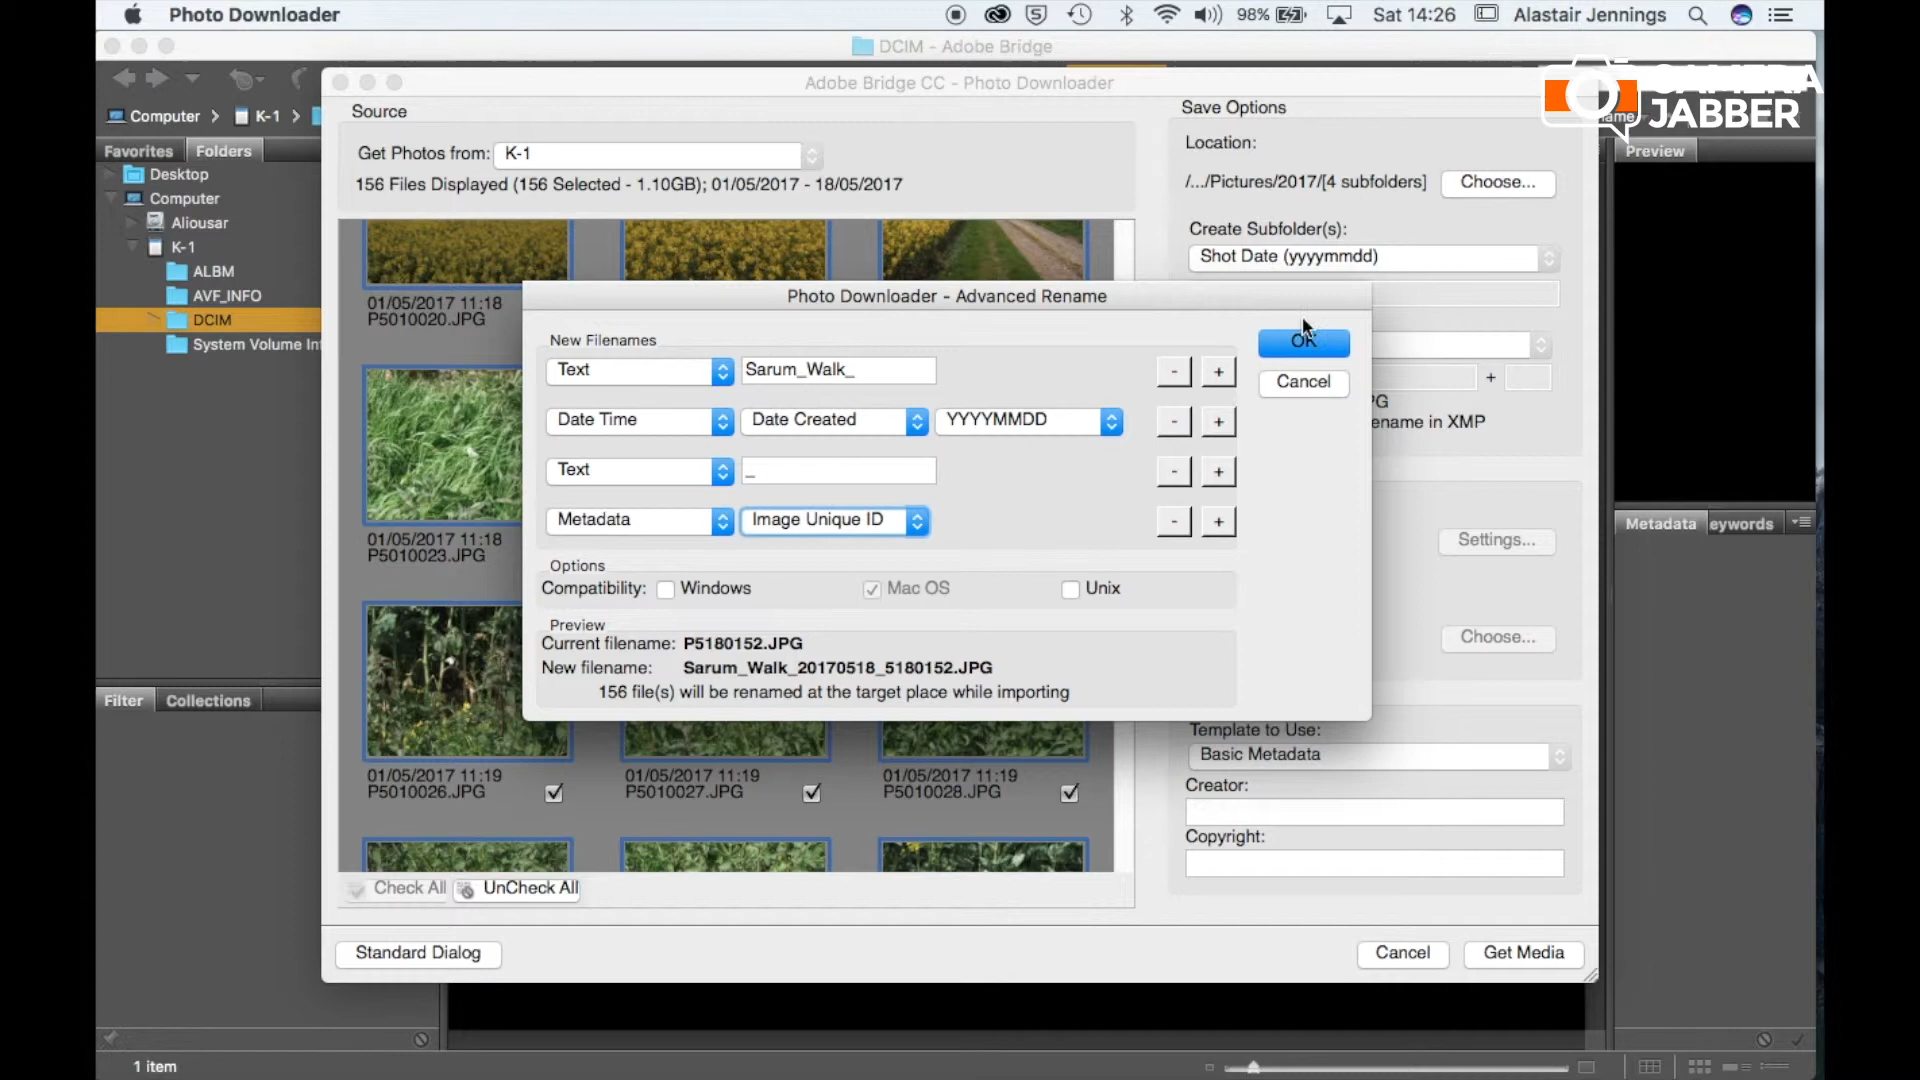 Photo Downloader
98%
Sat 14:26
Alastair Jennings
DCIM - Adobe Bridge
Adobe Bridge CC - Photo Downloader
JABBER
Computer
K-1
Favorites
Folders
Desktop
Computer
Aliousar
K-1
ALBM
AVF_INFO
DCIM
System Volume Inf
Filter
Collections
1 item
Source
Get Photos from:
K-1
156 Files Displayed (156 Selected - 1.10GB); 01/05/2017 - 18/05/2017
01/05/2017 11:18
P5010020.JPG
01/05/2017 11:18
P5010023.JPG
01/05/2017 11:19
P5010026.JPG
01/05/2017 11:19
P5010027.JPG
01/05/2017 11:19
P5010028.JPG
Check All
UnCheck All
Standard Dialog
Cancel
Get Media
Photo Downloader - Advanced Rename
New Filenames
Text
Sarum_Walk_
- +
Date Time
Date Created
YYYYMMDD
- +
Text
_
- +
Metadata
Image Unique ID
- +
OK
Cancel
Options
Compatibility:
Windows
Mac OS
Unix
Preview
Current filename: P5180152.JPG
New filename: Sarum_Walk_20170518_5180152.JPG
156 file(s) will be renamed at the target place while importing
Save Options
Location:
/.../Pictures/2017/[4 subfolders]
Choose...
Create Subfolder(s):
Shot Date (yyyymmdd)
+
PG
ename in XMP
Settings...
Choose...
Template to Use:
Basic Metadata
Creator:
Copyright:
Preview
Metadata
eywords